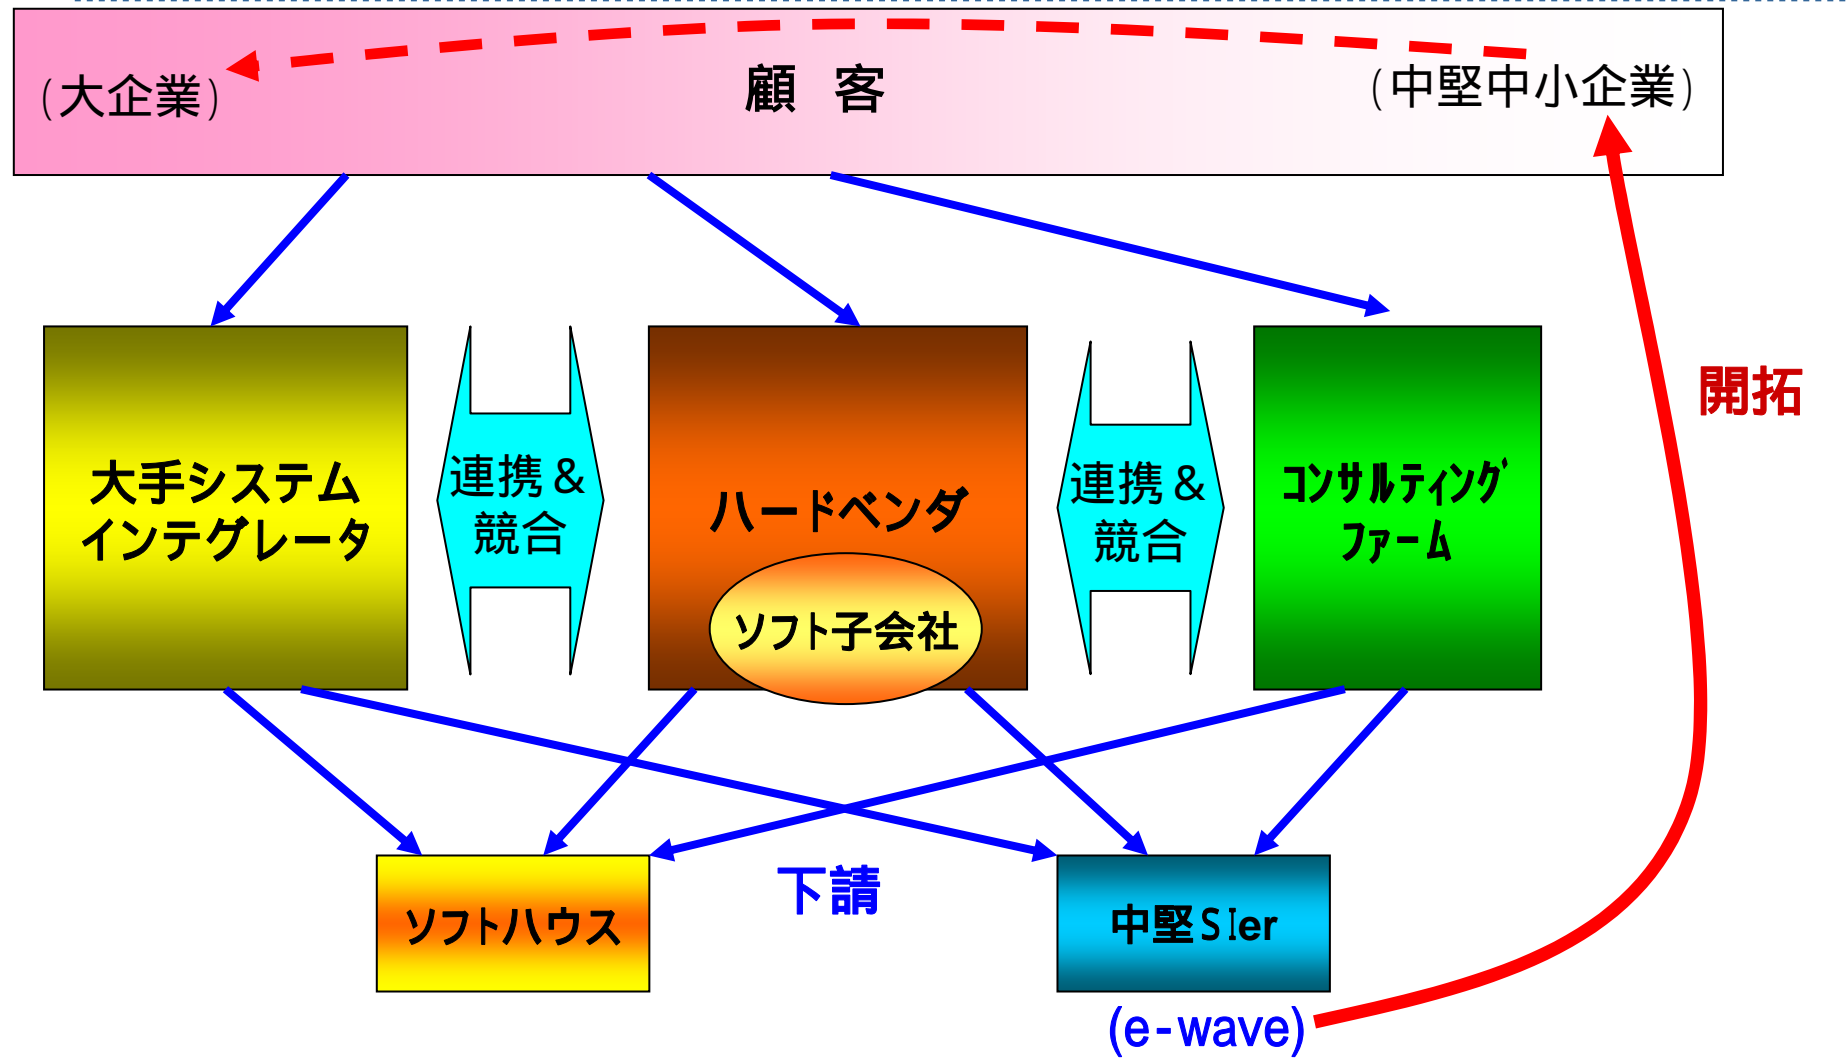 (大企業)
顧 客
(中堅中小企業)
開拓
大手システム
インテグレータ
連携&
競合
ハードベンダ
ソフト子会社
連携&
競合
コンサルティング
ファーム
下請
ソフトハウス
中堅SIer
(e-wave)